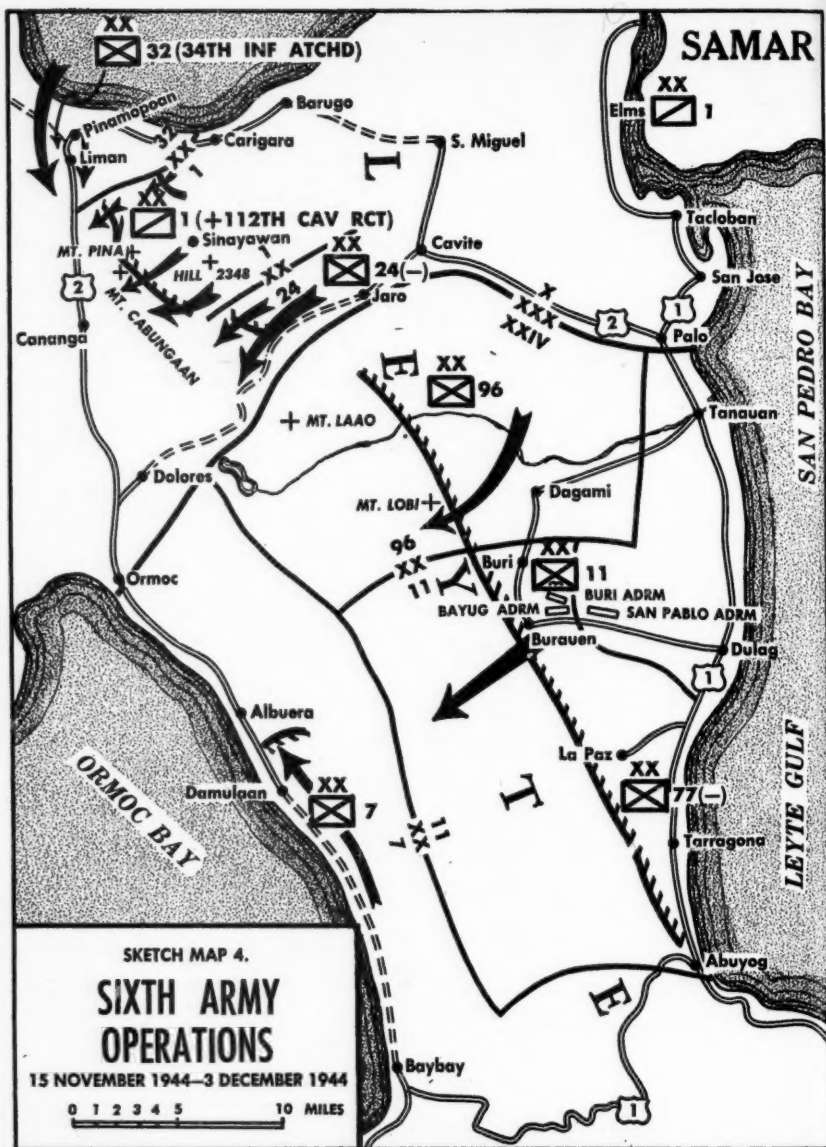 SAMAR
XX
32 (34TH INF ATCHD)
XX
Elms
1
Pinamopoan
Barugo
32
XX
1
Carigara
Liman
S. Miguel
L
XX
1 (+112TH CAV RCT)
Tacloban
MT. PINA
Sinayawan
HILL 2348
Cavite
1
XX
24
XX
24(—)
San Jose
2
MT. CABUNGAAN
Jaro
X
XXX
XXIV
2
1
Palo
Cananga
SAN PEDRO BAY
E
XX
96
MT. LAAO
Tanauan
Dolores
Dagami
MT. LOBI
96
XX
11
Buri
XX
11
Y
Ormoc
BURI ADRM
BAYUG ADRM
SAN PABLO ADRM
Burauen
Dulag
1
Albuera
La Paz
XX
77(—)
ORMOC BAY
T
LEYTE GULF
Damulaan
XX
7
11
XX
7
Tarragona
Abuyog
E
SKETCH MAP 4.
SIXTH ARMY
OPERATIONS
15 NOVEMBER 1944—3 DECEMBER 1944
0 1 2 3 4 5 10 MILES
Baybay
1